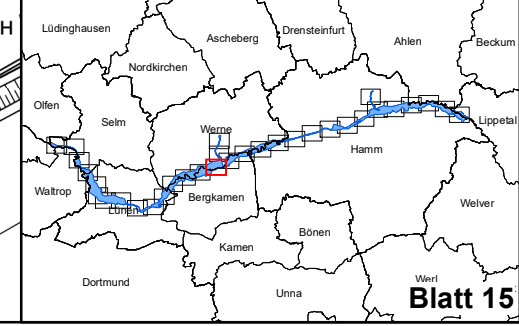 H
Lüdinghausen
Ascheberg
Drensteinfurt
Ahlen
Beckum
Nordkirchen
Olfen
Selm
Werne
Lippetal
Hamm
Waltrop
Lünen
Bergkamen
Welver
Bönen
Kamen
Dortmund
Unna
Werl
Blatt 15